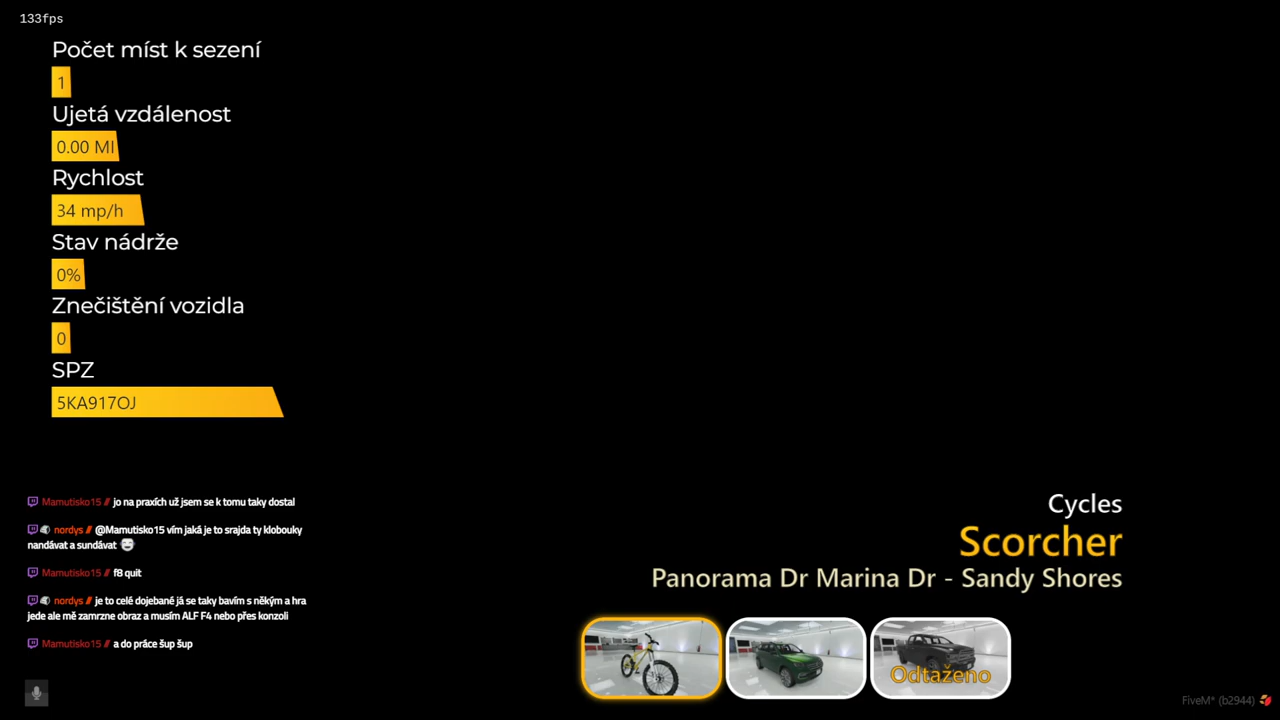 133fps
Počet míst k sezení
1
Ujetá vzdálenost
0.00 MI
Rychlost
34 mp/h
Stav nádrže
0%
Znečištění vozidla
0
SPZ
5KA917OJ
Mamutisko15 // jo na praxích už jsem se k tomu taky dostal
nordys // @Mamutisko15 vím jaká je to srajda ty klobouky
nandávat a sundávat
Mamutisko15 // f8 quit
nordys // je to celé dojebané já se taky bavím s někým a hra
jede ale mě zamrzne obraz a musím ALF F4 nebo přes konzoli
Mamutisko15 // a do práce šup šup
Cycles
Scorcher
Panorama Dr Marina Dr - Sandy Shores
Odtaženo
FiveM* (b2944)